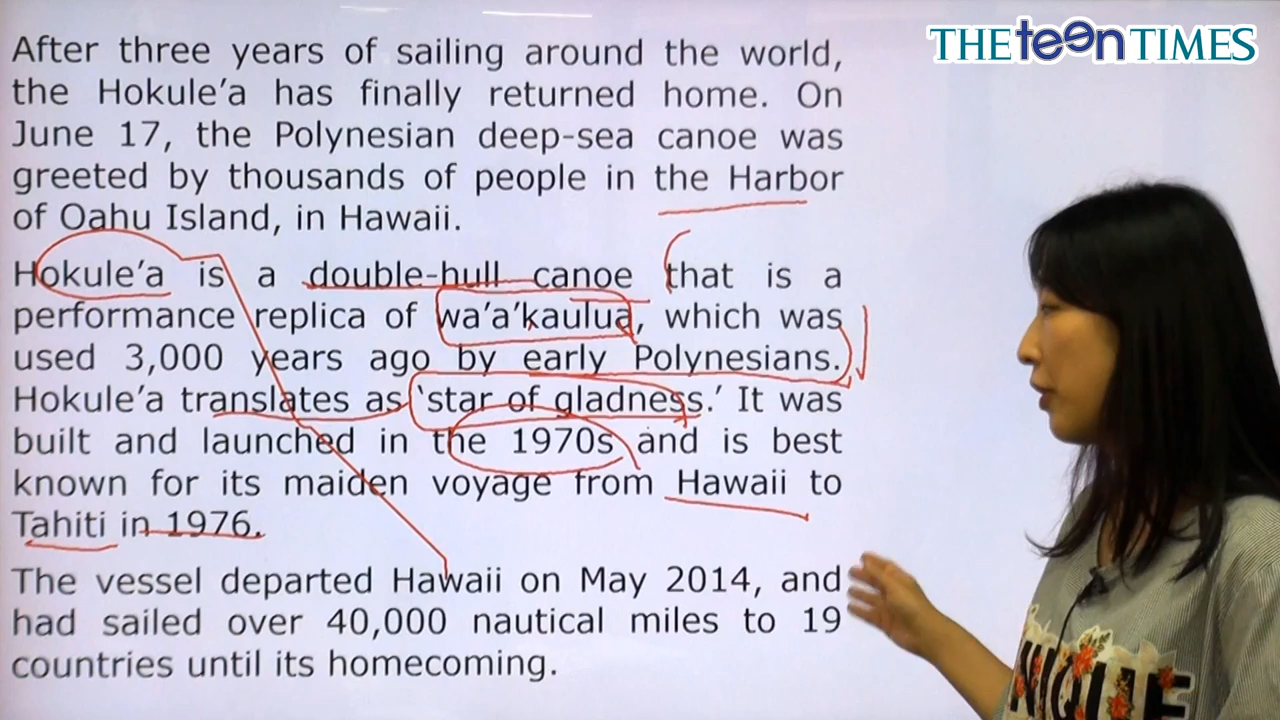 THE teen TIMES
After three years of sailing around the world,
the Hokule’a has finally returned home. On
June 17, the Polynesian deep-sea canoe was
greeted by thousands of people in the Harbor
of Oahu Island, in Hawaii.
Hokule’a is a double-hull canoe that is a
performance replica of wa’a’kaulua, which was
used 3,000 years ago by early Polynesians.
Hokule’a translates as ‘star of gladness.’ It was
built and launched in the 1970s and is best
known for its maiden voyage from Hawaii to
Tahiti in 1976.
The vessel departed Hawaii on May 2014, and
had sailed over 40,000 nautical miles to 19
countries until its homecoming.